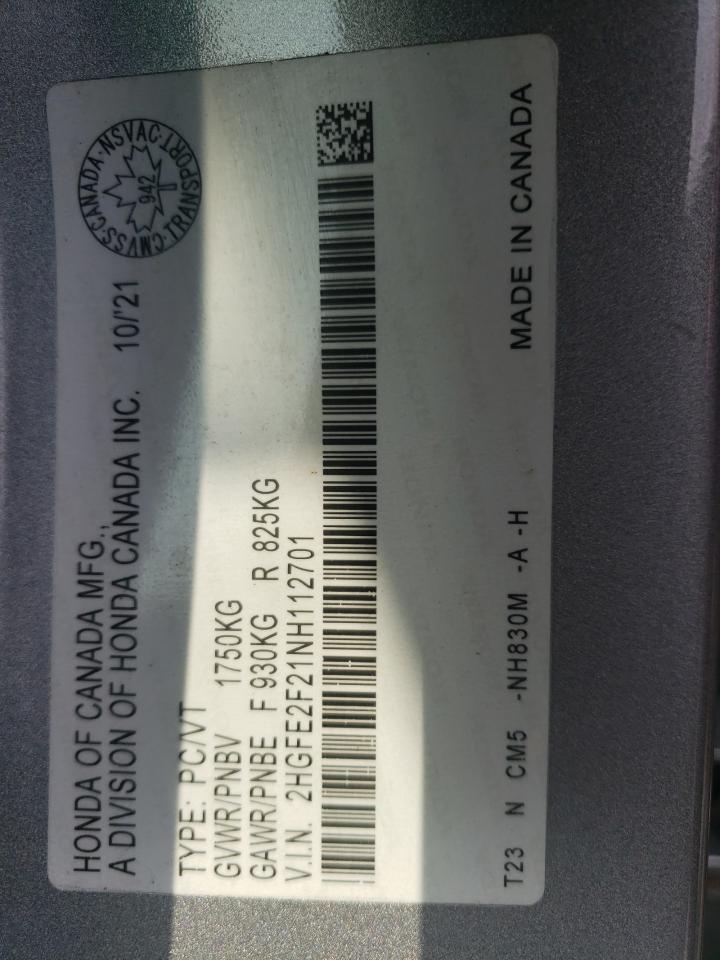 HONDA OF CANADA MFG.,
A DIVISION OF HONDA CANADA INC. 10/'21
CMVSS·CANADA·NSVAC·TRANSPORT
942
TYPE: PC/VT
GVWR/PNBV 1750KG
GAWR/PNBE F 930KG R 825KG
V.I.N. 2HGFE2F21NH112701
T23 N CM5 -NH830M -A -H MADE IN CANADA